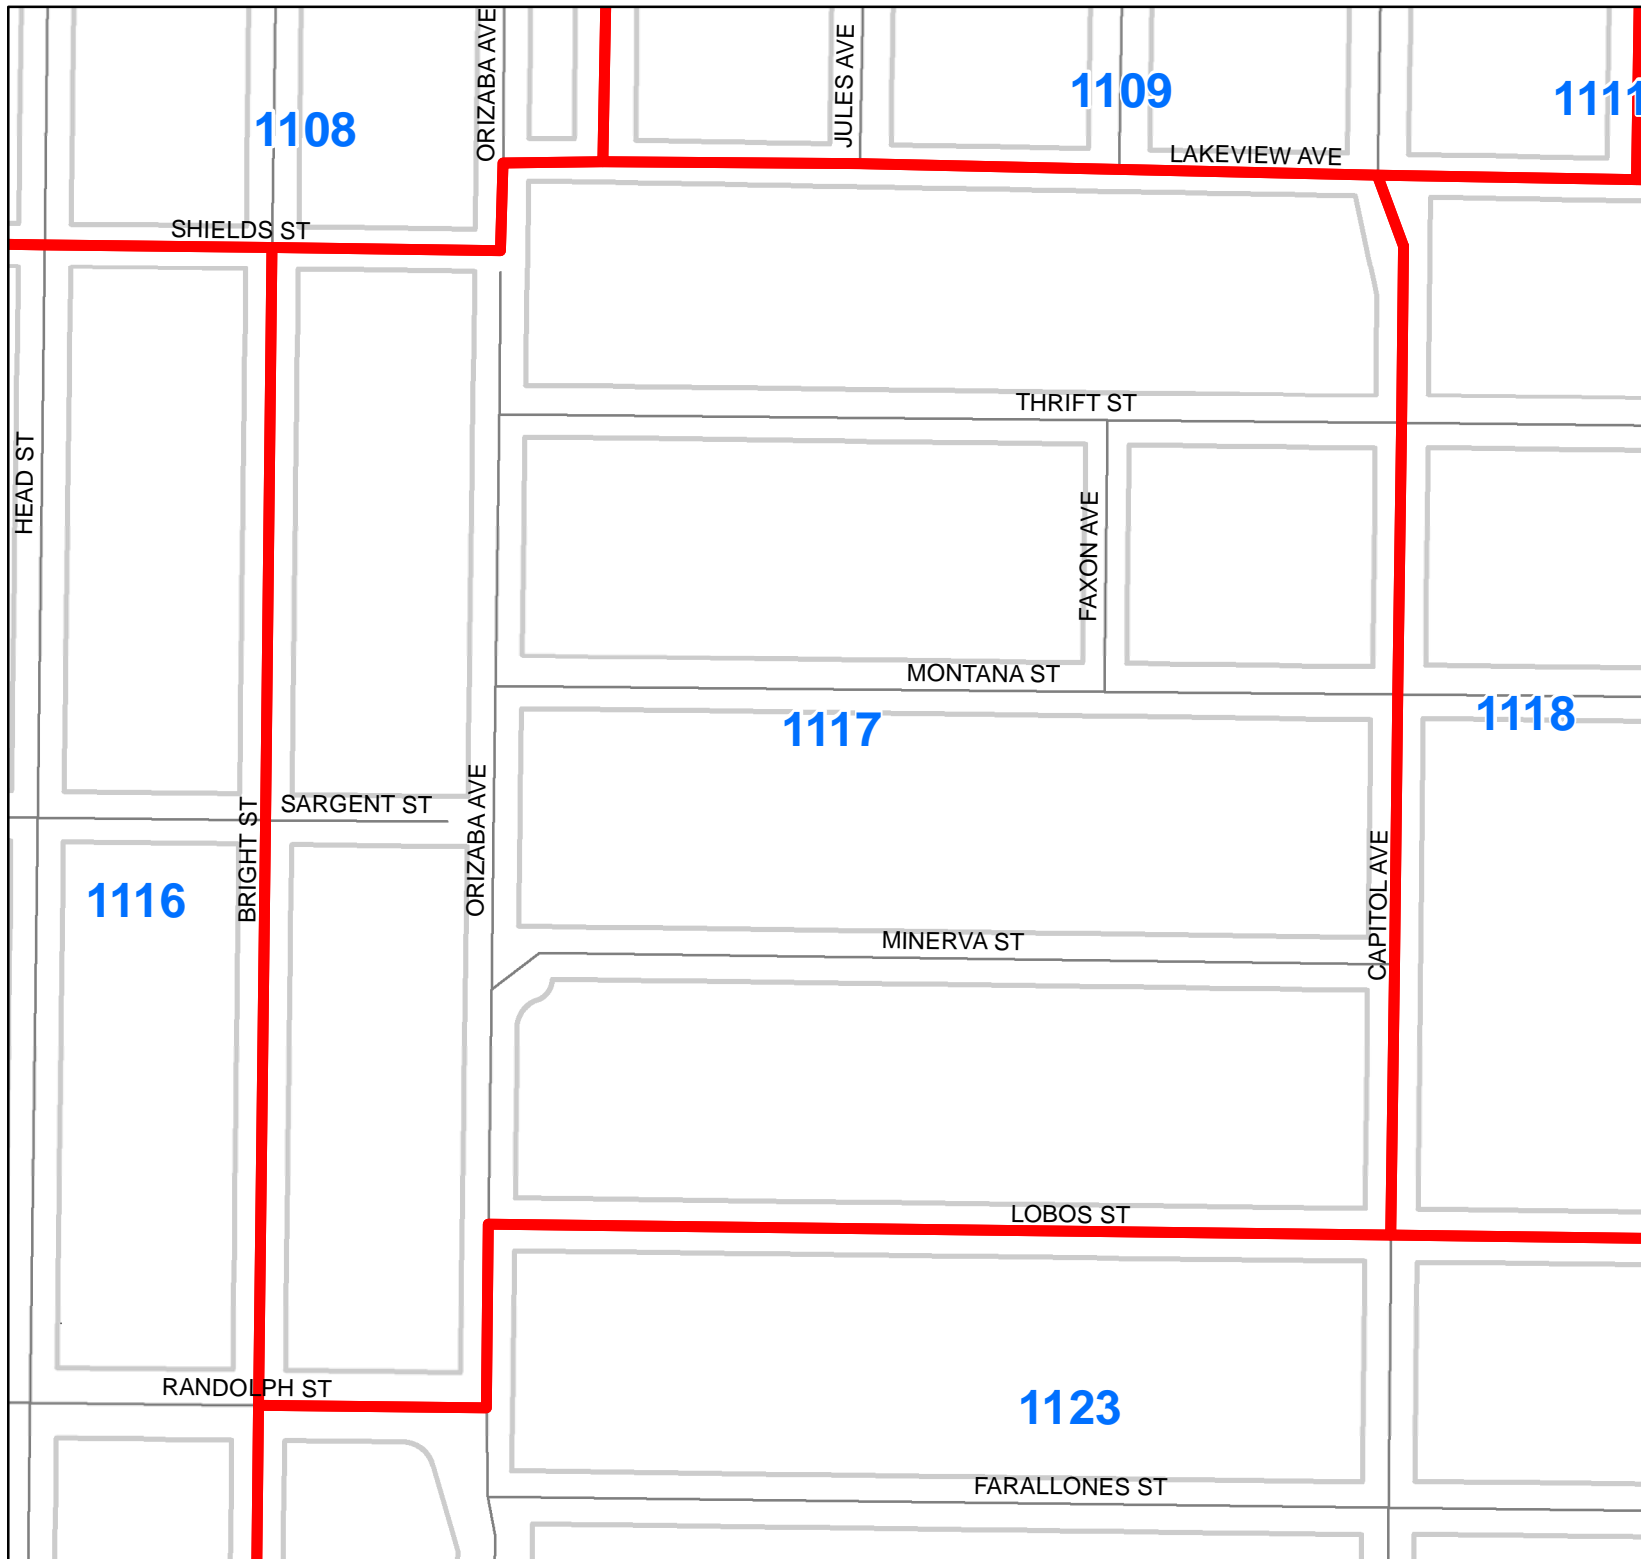 ORIZABA AVE
JULES AVE
1109
1111
1108
LAKEVIEW AVE
SHIELDS ST
THRIFT ST
HEAD ST
FAXON AVE
MONTANA ST
1117
1118
SARGENT ST
BRIGHT ST
ORIZABA AVE
1116
CAPITOL AVE
MINERVA ST
LOBOS ST
RANDOLPH ST
1123
FARALLONES ST